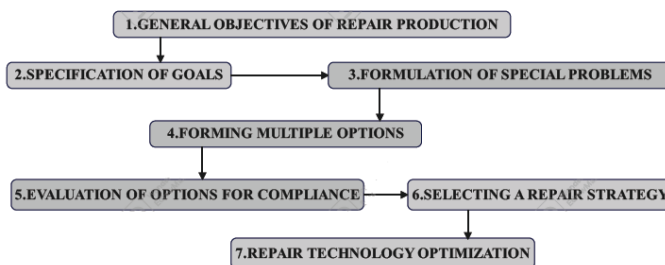 1.GENERAL OBJECTIVES OF REPAIR PRODUCTION
2.SPECIFICATION OF GOALS
3.FORMULATION OF SPECIAL PROBLEMS
4.FORMING MULTIPLE OPTIONS
5.EVALUATION OF OPTIONS FOR COMPLIANCE
6.SELECTING A REPAIR STRATEGY
7.REPAIR TECHNOLOGY OPTIMIZATION